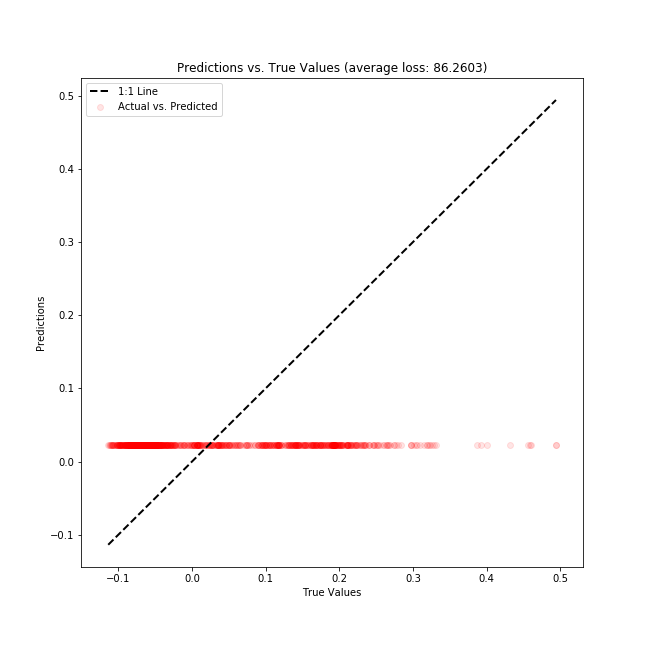 Predictions vs. True Values (average loss: 86.2603)
1:1 Line
Actual vs. Predicted
0.5
0.4
0.3
0.2
0.1
0.0
−0.1
Predictions
−0.1 0.0 0.1 0.2 0.3 0.4 0.5
True Values